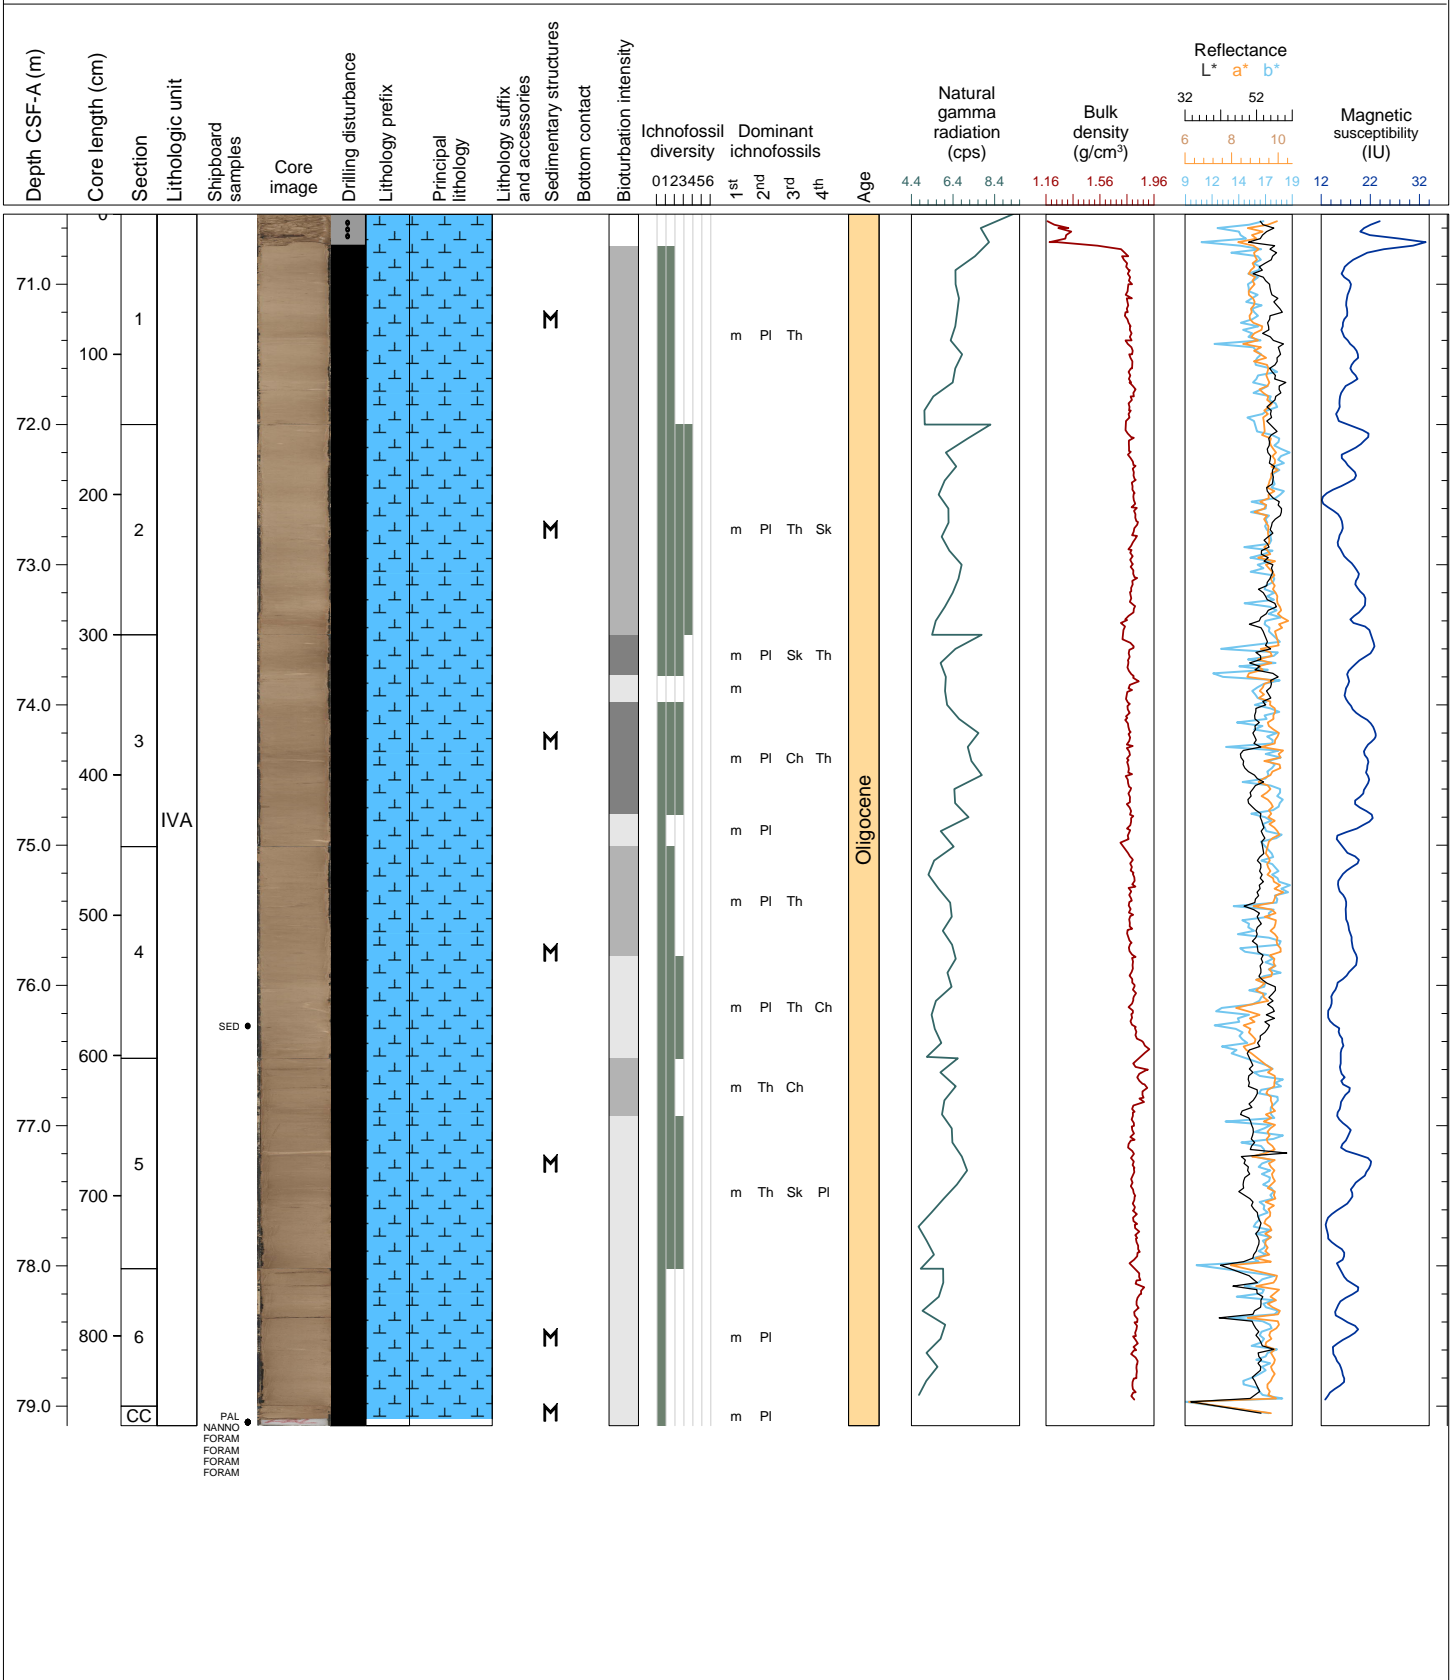 Depth CSF-A (m)
Core length (cm)
Section
Lithologic unit
Shipboard
samples
Core
image
Drilling disturbance
Lithology prefix
Principal
lithology
Lithology suffix
and accessories
Sedimentary structures
Bottom contact
Bioturbation intensity
Ichnofossil
diversity
0123456
Dominant
ichnofossils
1st 2nd 3rd 4th
Age
Natural
gamma
radiation
(cps)
4.4 6.4 8.4
Bulk
density
(g/cm³)
1.16 1.56 1.96
Reflectance
L* a* b*
32 52
6 8 10
9 12 14 17 19
Magnetic
susceptibility
(IU)
12 22 32
0
71.0
1
M
m Pl Th
100
72.0
200
2
M
m Pl Th Sk
73.0
300
m Pl Sk Th
m
74.0
3
M
m Pl Ch Th
400
IVA
Oligocene
m Pl
75.0
m Pl Th
500
4
M
76.0
m Pl Th Ch
SED
600
m Th Ch
77.0
5
M
700
m Th Sk Pl
78.0
800
6
M
m Pl
79.0
CC
M
m Pl
PAL
NANNO
FORAM
FORAM
FORAM
FORAM